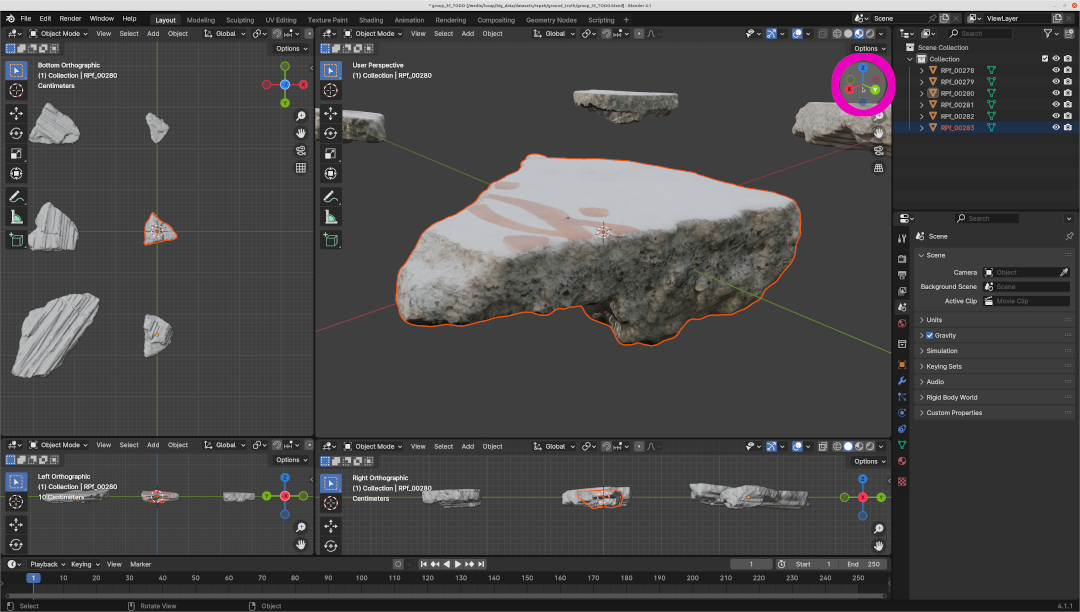 * group_35_TODO [/media/luopy/big_data/datasets/repair/ground_truth/group_35_TODO.blend] - Blender 4.1
File Edit Render Window Help Layout Modeling Sculpting UV Editing Texture Paint Shading Animation Rendering Compositing Geometry Nodes Scripting + Scene ViewLayer
Object Mode View Select Add Object Global
Options
Bottom Orthographic
(1) Collection | RPf_00280
Centimeters
Object Mode View Select Add Object Global
Options
User Perspective
(1) Collection | RPf_00280
Z
X
Y
Z
X
Y
Search
Scene Collection
Collection
RPf_00278
RPf_00279
RPf_00280
RPf_00281
RPf_00282
RPf_00283
Search
Scene
Scene
Camera Object
Background Scene Scene
Active Clip Movie Clip
Units
Gravity
Simulation
Keying Sets
Audio
Rigid Body World
Custom Properties
Object Mode View Select Add Object Global
Options
Left Orthographic
(1) Collection | RPf_00280
10 Centimeters
Z
Y
X
Object Mode View Select Add Object Global
Options
Right Orthographic
(1) Collection | RPf_00280
Centimeters
Z
X
Y
Playback Keying View Marker 1 Start 1 End 250
1 10 20 30 40 50 60 70 80 90 100 110 120 130 140 150 160 170 180 190 200 210 220 230 240 250
Select Rotate View Object 4.1.1